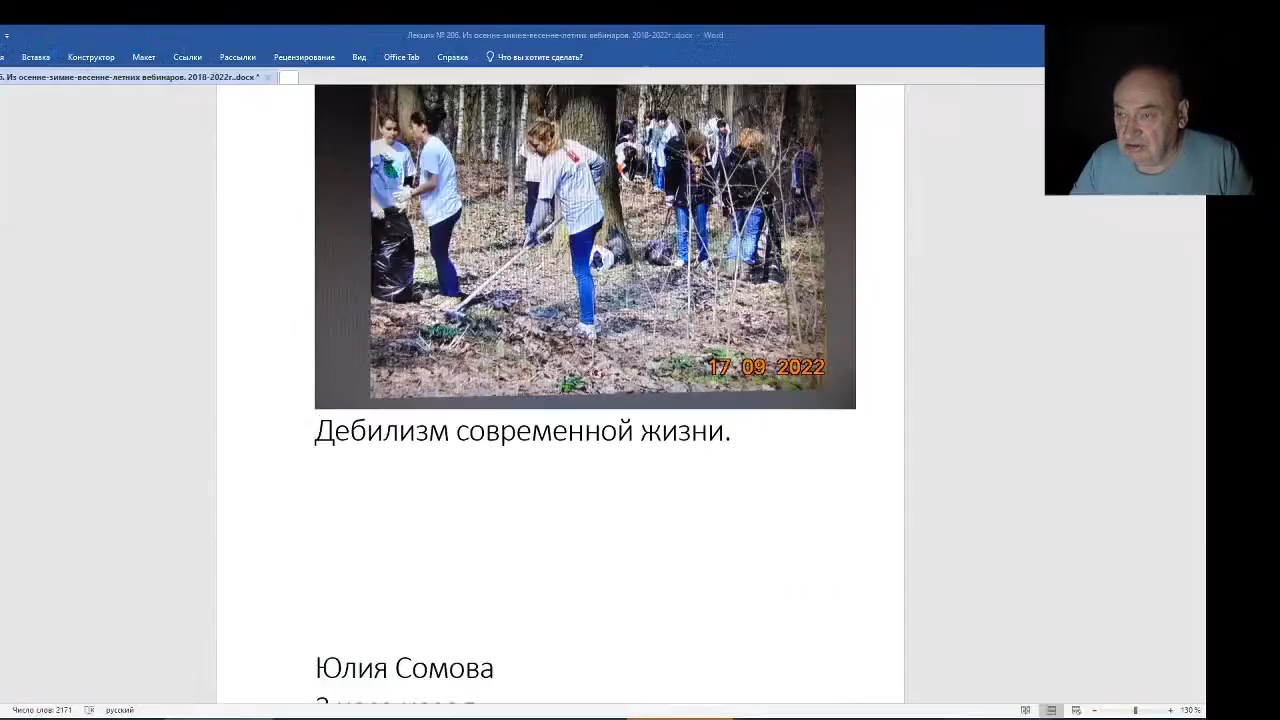 Лекция № 206. Из осенне-зимне-весенне-летних вебинаров. 2018-2022г..docx - Word
Вставка Конструктор Макет Ссылки Рассылки Рецензирование Вид Office Tab Справка Что вы хотите сделать?
6. Из осенне-зимне-весенне-летних вебинаров. 2018-2022г..docx *
17 09 2022
Дебилизм современной жизни.
Юлия Сомова
Число слов: 2171 русский 130 %